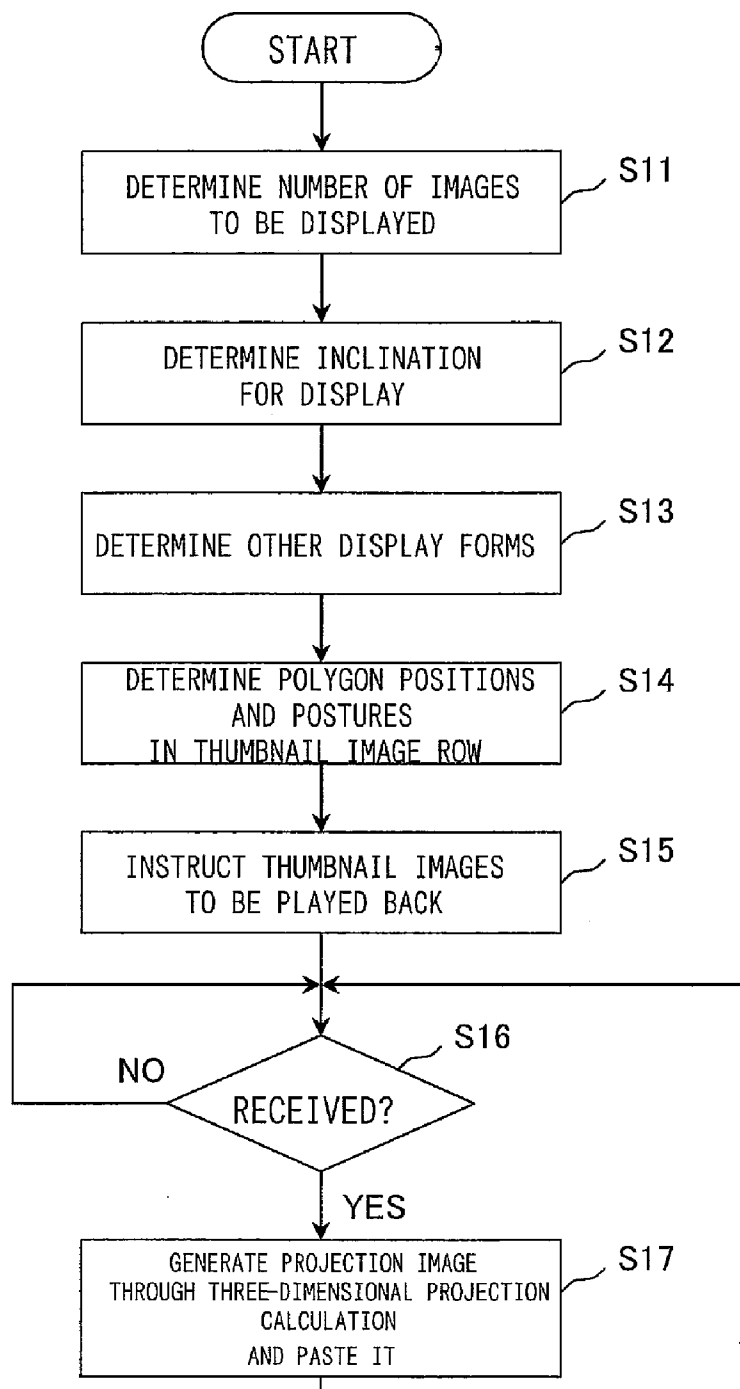 START
DETERMINE NUMBER OF IMAGES
TO BE DISPLAYED
S11
DETERMINE INCLINATION
FOR DISPLAY
S12
DETERMINE OTHER DISPLAY FORMS
S13
DETERMINE POLYGON POSITIONS
AND POSTURES
IN THUMBNAIL IMAGE ROW
S14
INSTRUCT THUMBNAIL IMAGES
TO BE PLAYED BACK
S15
S16
NO
RECEIVED?
YES
GENERATE PROJECTION IMAGE
THROUGH THREE-DIMENSIONAL PROJECTION
CALCULATION
AND PASTE IT
S17